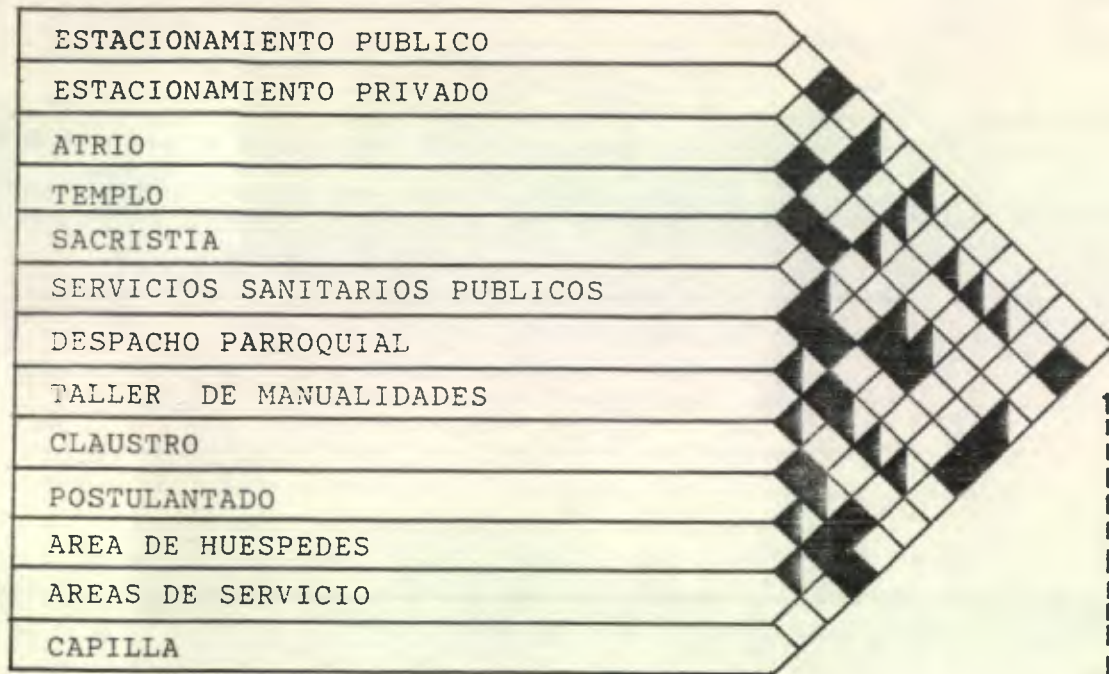 ESTACIONAMIENTO PUBLICO
ESTACIONAMIENTO PRIVADO
ATRIO
TEMPLO
SACRISTIA
SERVICIOS SANITARIOS PUBLICOS
DESPACHO PARROQUIAL
TALLER DE MANUALIDADES
CLAUSTRO
POSTULANTADO
AREA DE HUESPEDES
AREAS DE SERVICIO
CAPILLA